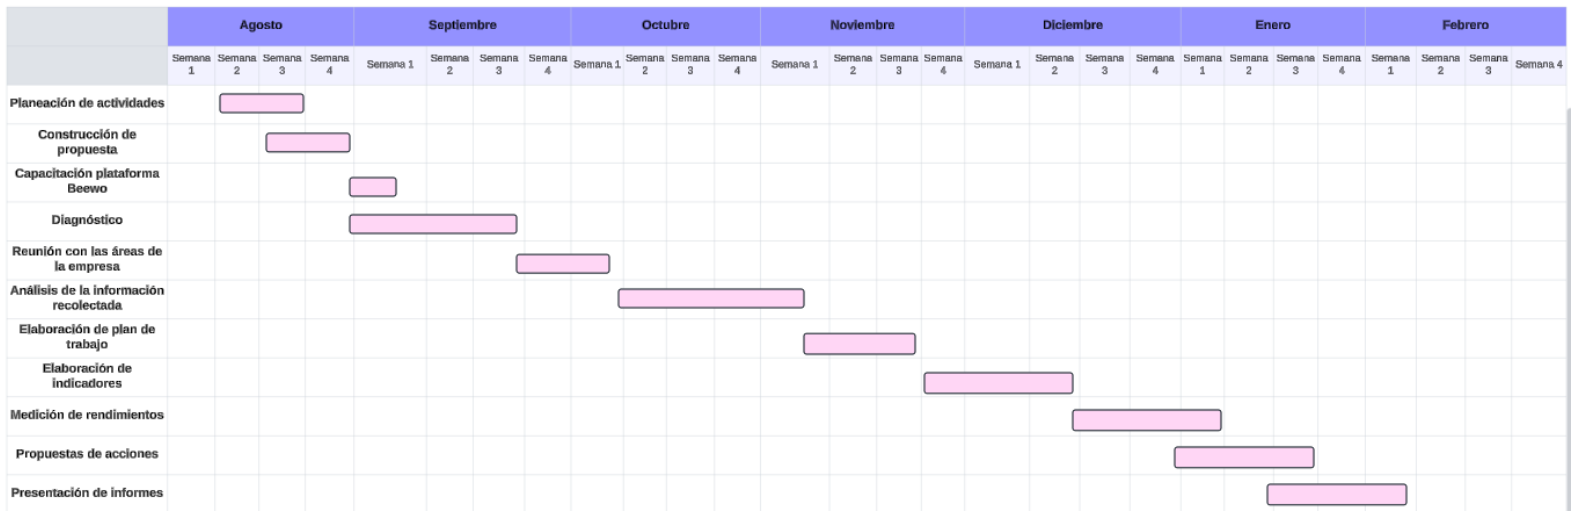 Agosto Septiembre Octubre Noviembre Diciembre Enero Febrero
Semana 1 Semana 2 Semana 3 Semana 4 Semana 1 Semana 2 Semana 3 Semana 4 Semana 1 Semana 2 Semana 3 Semana 4 Semana 1 Semana 2 Semana 3 Semana 4 Semana 1 Semana 2 Semana 3 Semana 4 Semana 1 Semana 2 Semana 3 Semana 4 Semana 1 Semana 2 Semana 3 Semana 4
Planeación de actividades
Construcción de
propuesta
Capacitación plataforma
Beewo
Diagnóstico
Reunión con las áreas de
la empresa
Análisis de la información
recolectada
Elaboración de plan de
trabajo
Elaboración de
indicadores
Medición de rendimientos
Propuestas de acciones
Presentación de informes